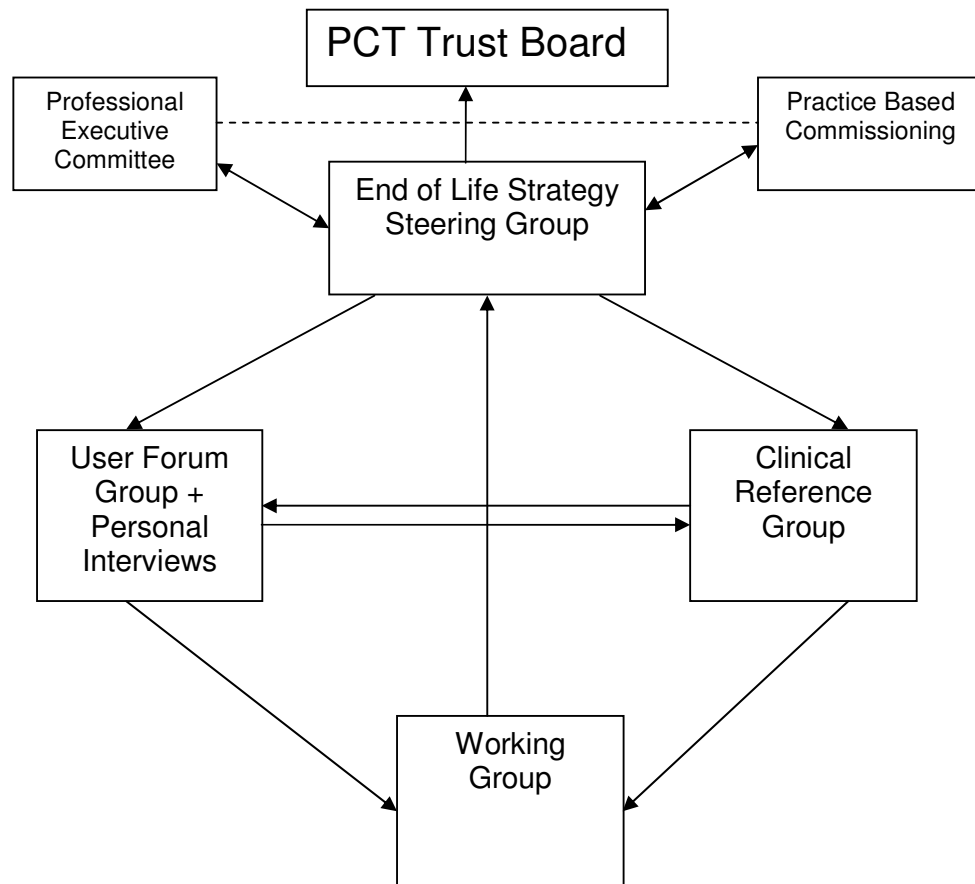 PCT Trust Board
Professional
Executive
Committee
Practice Based
Commissioning
End of Life Strategy
Steering Group
User Forum
Group +
Personal
Interviews
Clinical
Reference
Group
Working
Group